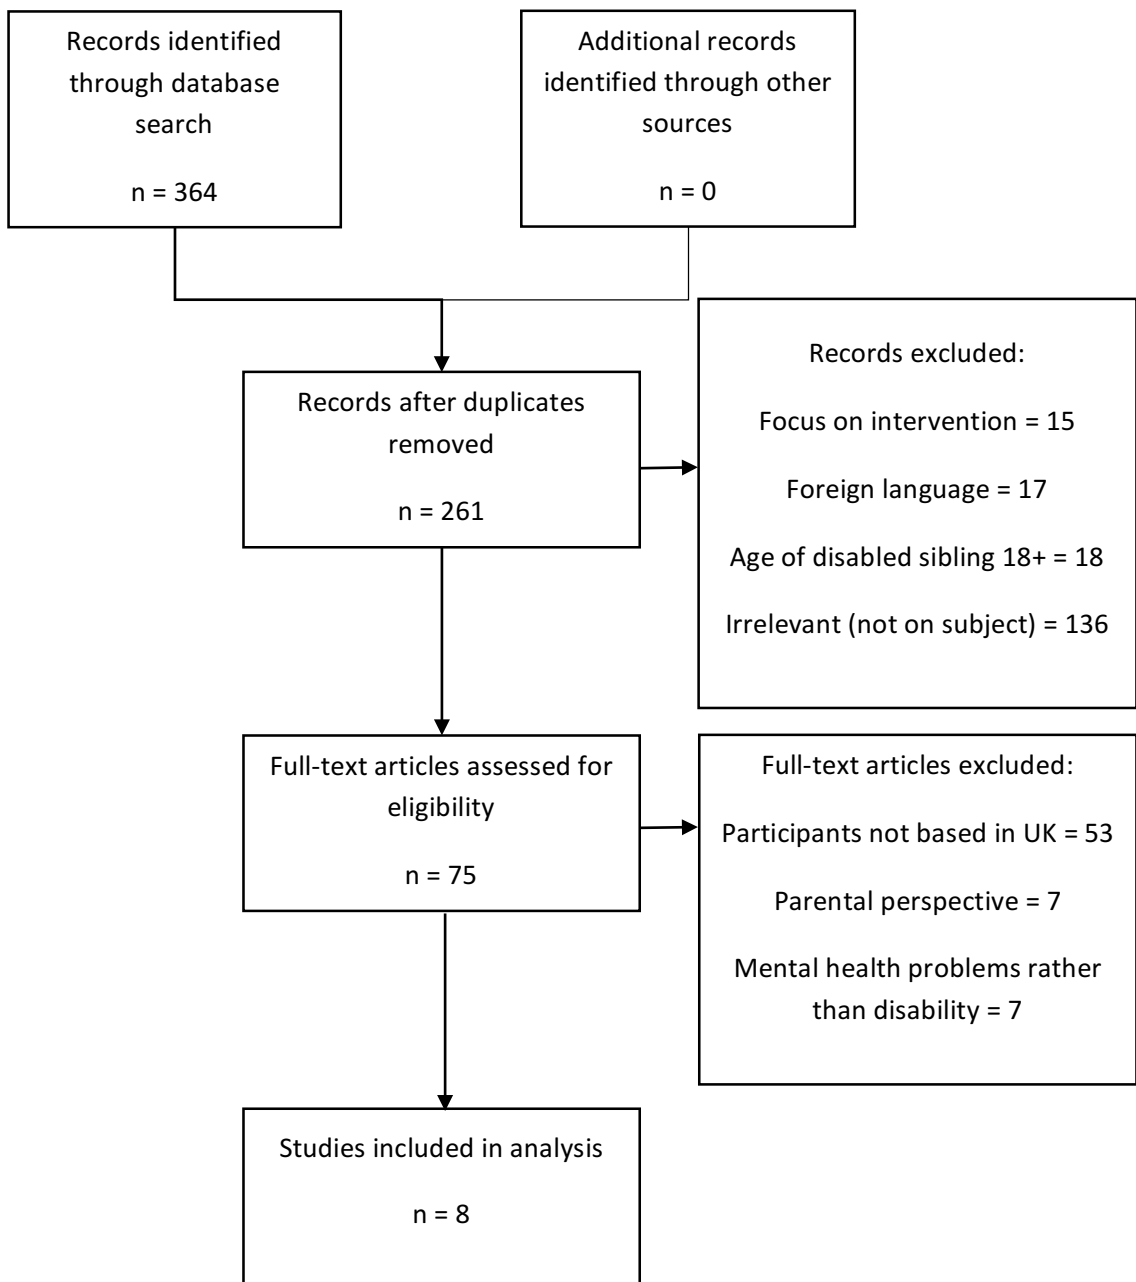 Records identified
through database
search
n = 364
Additional records
identified through other
sources
n = 0
Records after duplicates
removed
n = 261
Records excluded:
Focus on intervention = 15
Foreign language = 17
Age of disabled sibling 18+ = 18
Irrelevant (not on subject) = 136
Full-text articles assessed for
eligibility
n = 75
Full-text articles excluded:
Participants not based in UK = 53
Parental perspective = 7
Mental health problems rather
than disability = 7
Studies included in analysis
n = 8